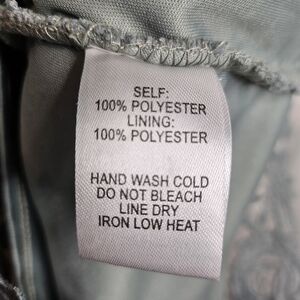 SELF:
100% POLYESTER
LINING:
100% POLYESTER
HAND WASH COLD
DO NOT BLEACH
LINE DRY
IRON LOW HEAT